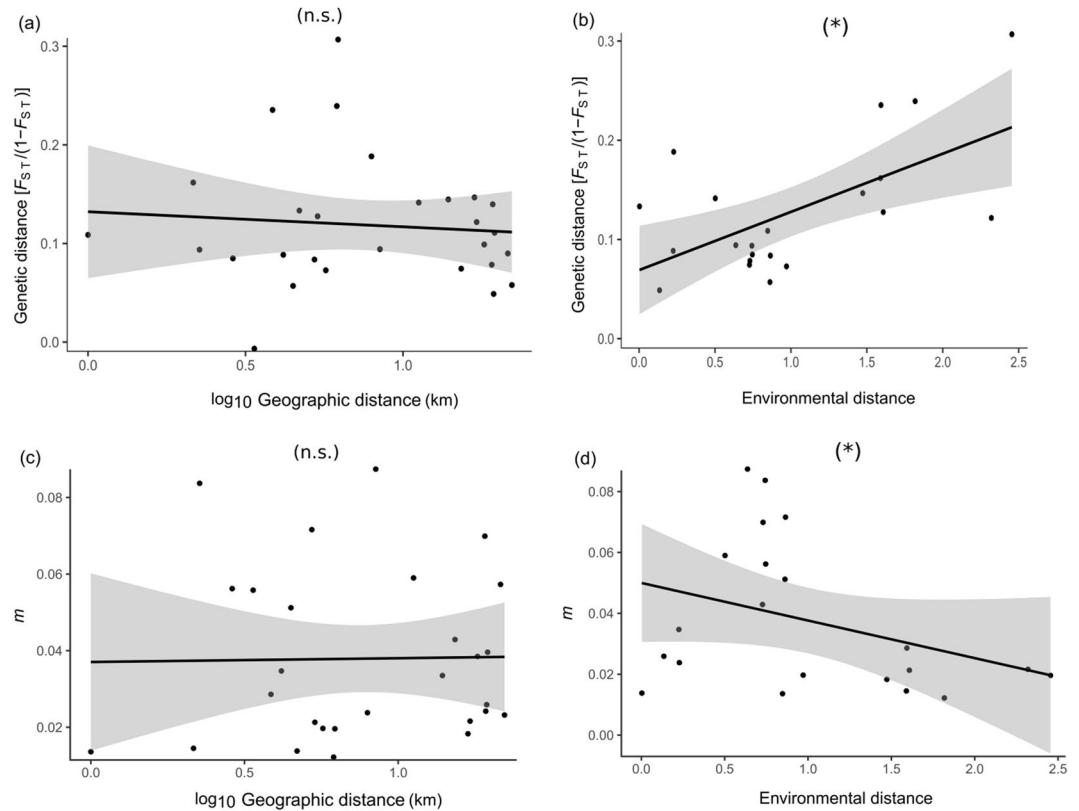 (a)
(n.s.)
Genetic distance [F_ST/(1−F_ST)]
0.3
0.2
0.1
0.0
0.0 0.5 1.0
log10 Geographic distance (km)
(b)
(*)
Genetic distance [F_ST/(1−F_ST)]
0.3
0.2
0.1
0.0
0.0 0.5 1.0 1.5 2.0 2.5
Environmental distance
(c)
(n.s.)
m
0.08
0.06
0.04
0.02
0.0 0.5 1.0
log10 Geographic distance (km)
(d)
(*)
m
0.08
0.06
0.04
0.02
0.00
0.0 0.5 1.0 1.5 2.0 2.5
Environmental distance